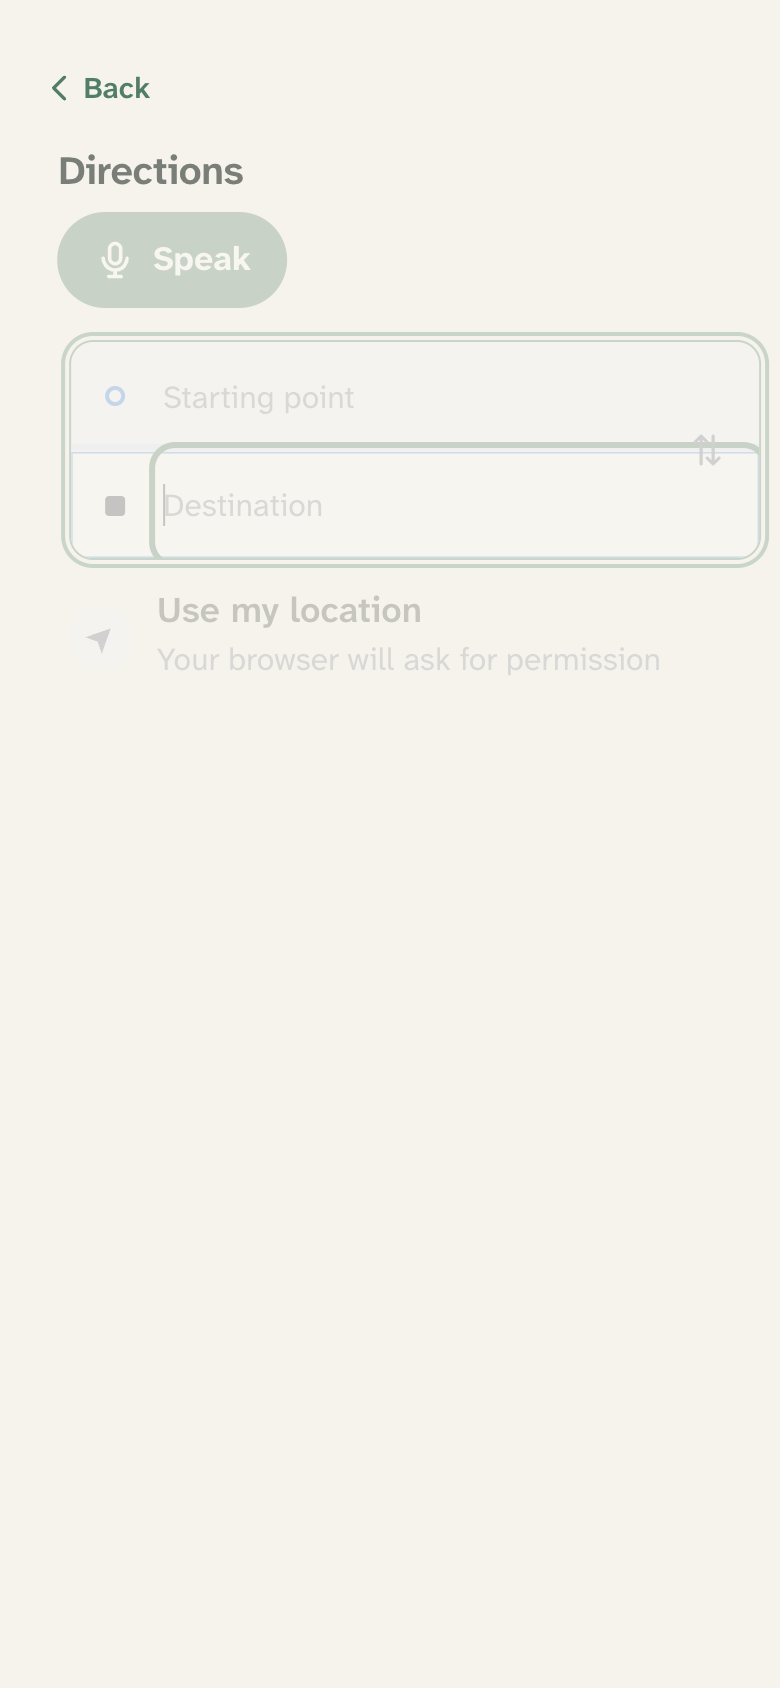 Back
Directions
Speak
Starting point
Destination
Use my location
Your browser will ask for permission